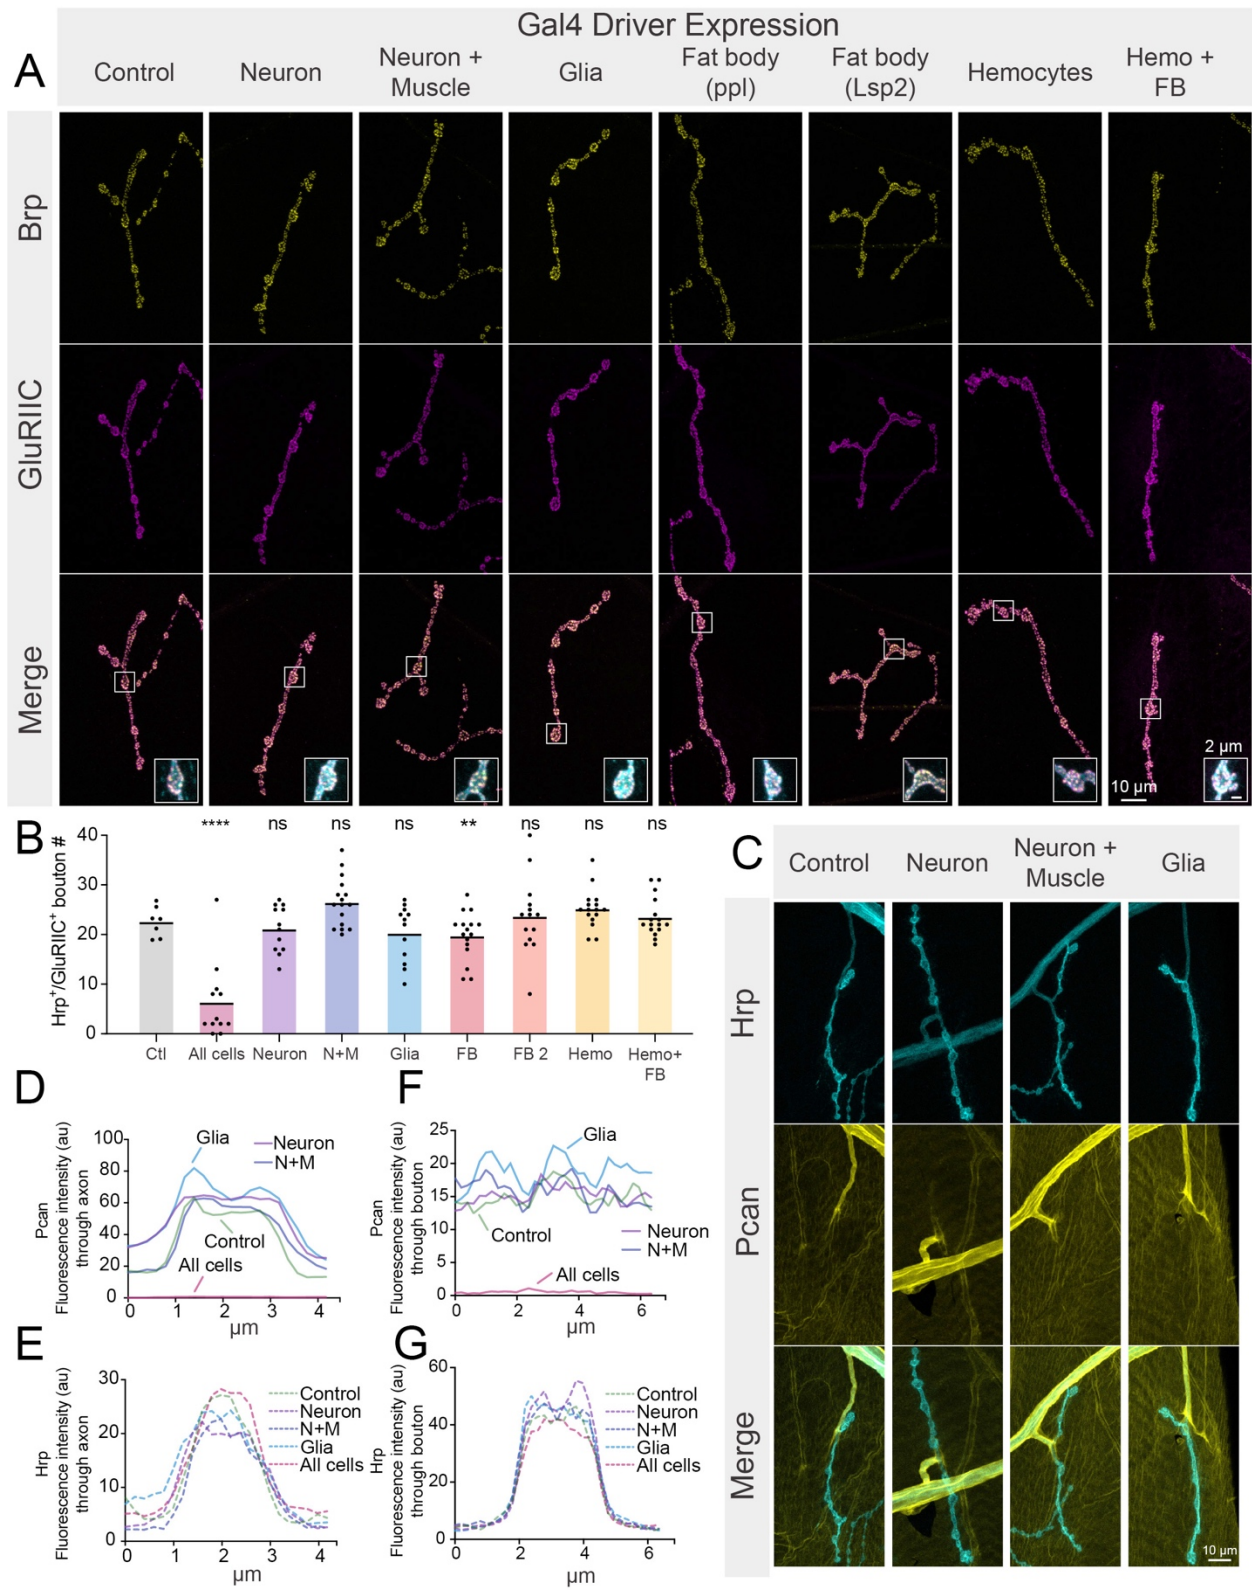 Gal4 Driver Expression
A
Control
Neuron
Neuron +
Muscle
Glia
Fat body
(ppl)
Fat body
(Lsp2)
Hemocytes
Hemo +
FB
Brp
GluRIIC
Merge
2 µm
10 µm
B
Hrp+/GluRIIC+ bouton #
40
30
20
10
0
****
ns
ns
ns
**
ns
ns
ns
Ctl
All cells
Neuron
N+M
Glia
FB
FB 2
Hemo
Hemo+
FB
C
Control
Neuron
Neuron +
Muscle
Glia
Hrp
Pcan
Merge
10 µm
D
Pcan
Fluorescence intensity (au)
through axon
100
80
60
40
20
0
Glia
Neuron
N+M
Control
All cells
0
1
2
3
4
µm
F
Pcan
Fluorescence intensity (au)
through bouton
25
20
15
10
5
0
Glia
Control
Neuron
N+M
All cells
0
2
4
6
µm
E
Hrp
Fluorescence intensity (au)
through axon
30
20
10
0
Control
Neuron
N+M
Glia
All cells
0
1
2
3
4
µm
G
Hrp
Fluorescence intensity (au)
through bouton
60
40
20
0
Control
Neuron
N+M
Glia
All cells
0
2
4
6
µm